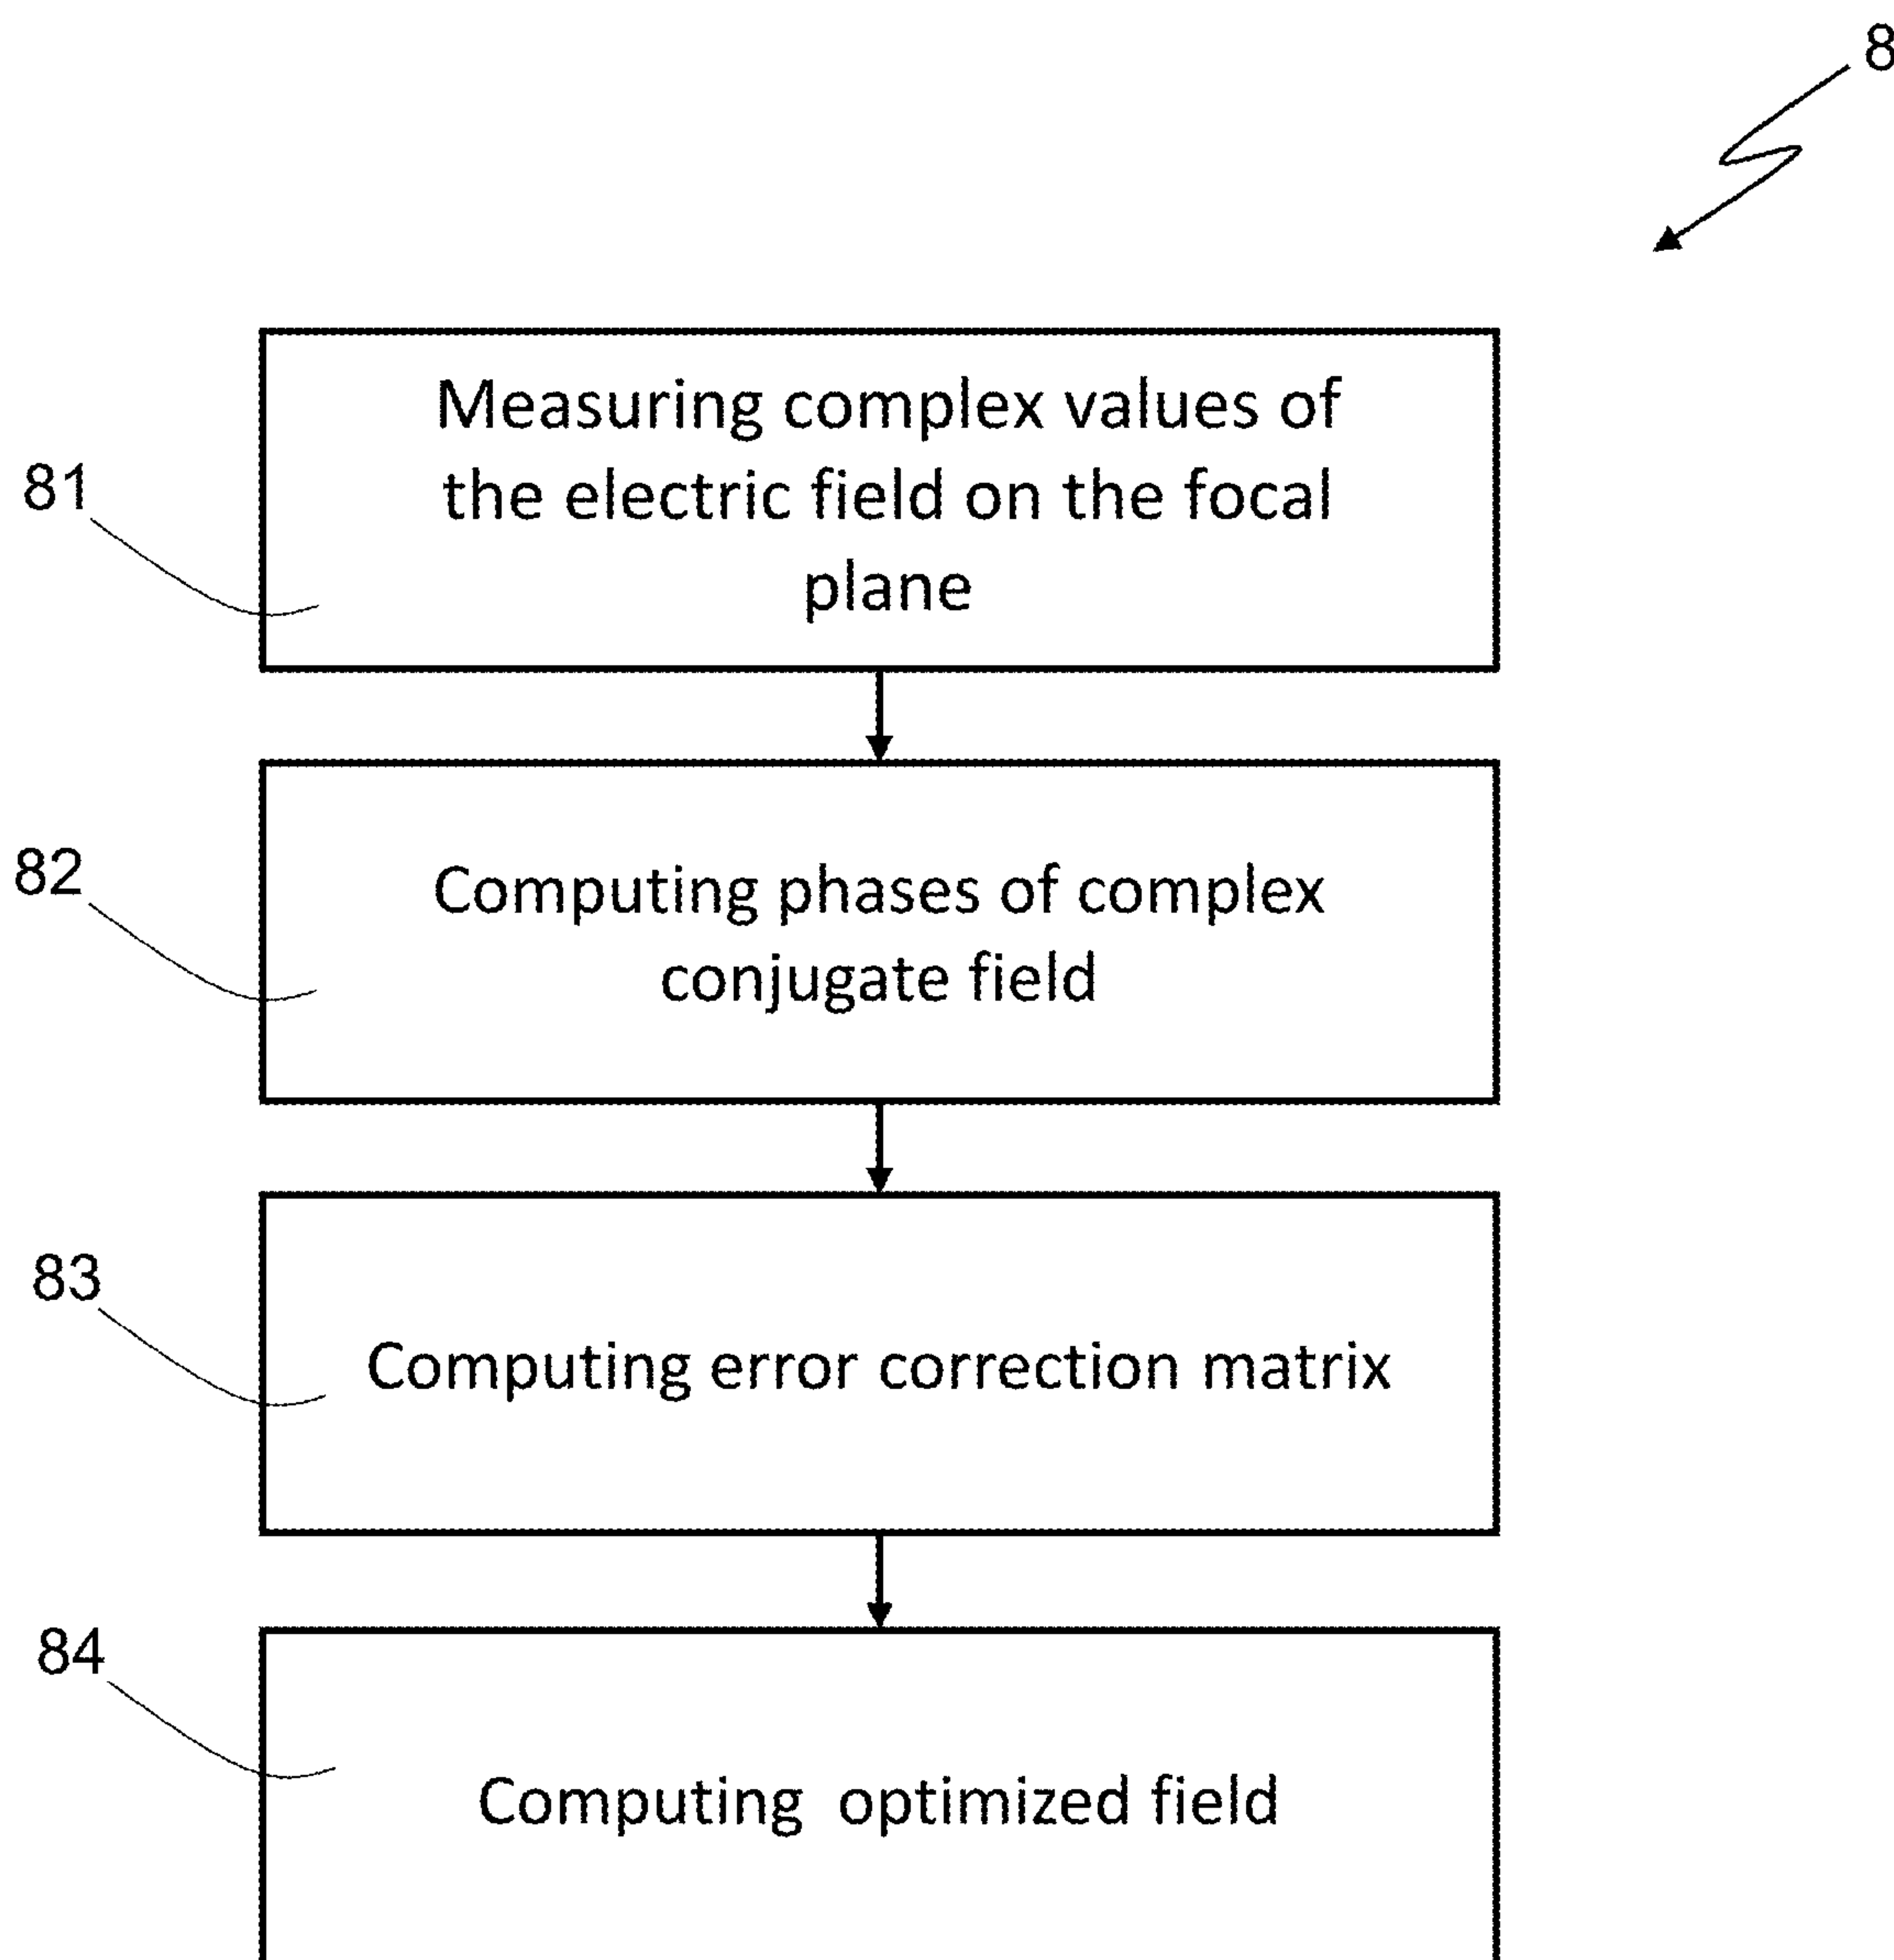 8
81
Measuring complex values of
the electric field on the focal
plane
82
Computing phases of complex
conjugate field
83
Computing error correction matrix
84
Computing optimized field